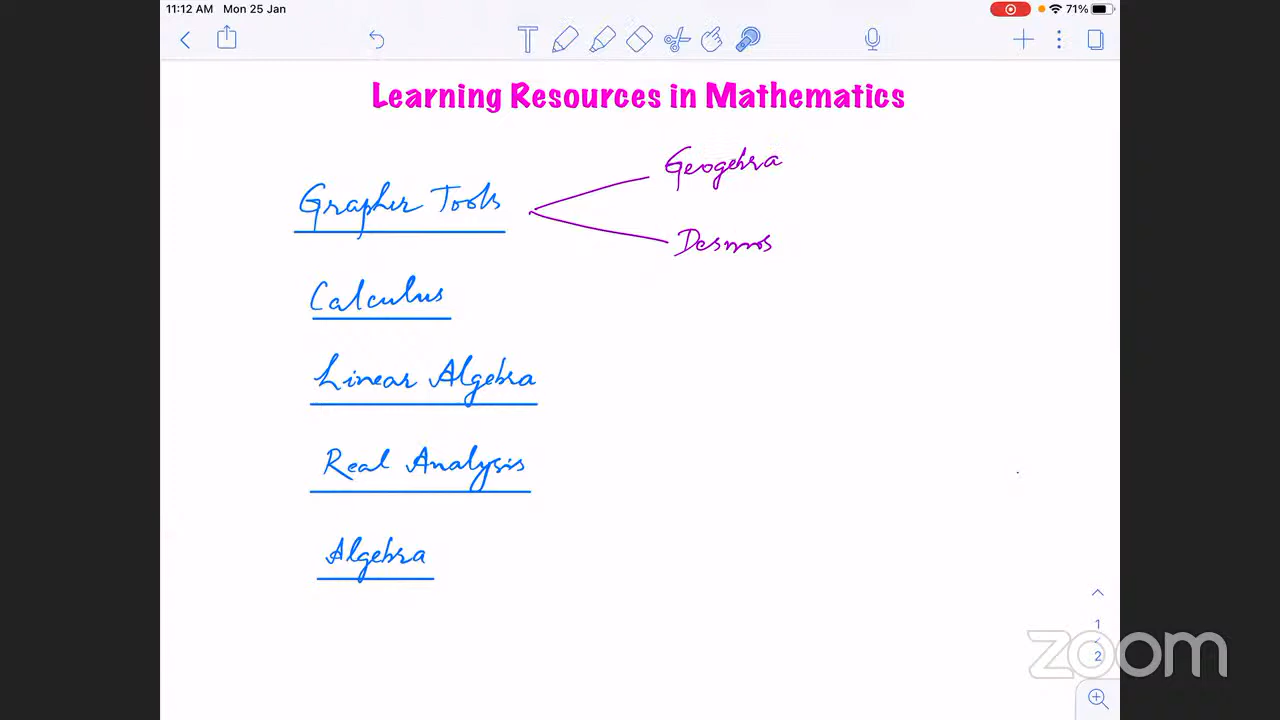 11:12 AM Mon 25 Jan 71%
T
Learning Resources in Mathematics
Geogebra
Grapher Tools
Desmos
Calculus
Linear Algebra
Real Analysis
Algebra
1
2
zoom